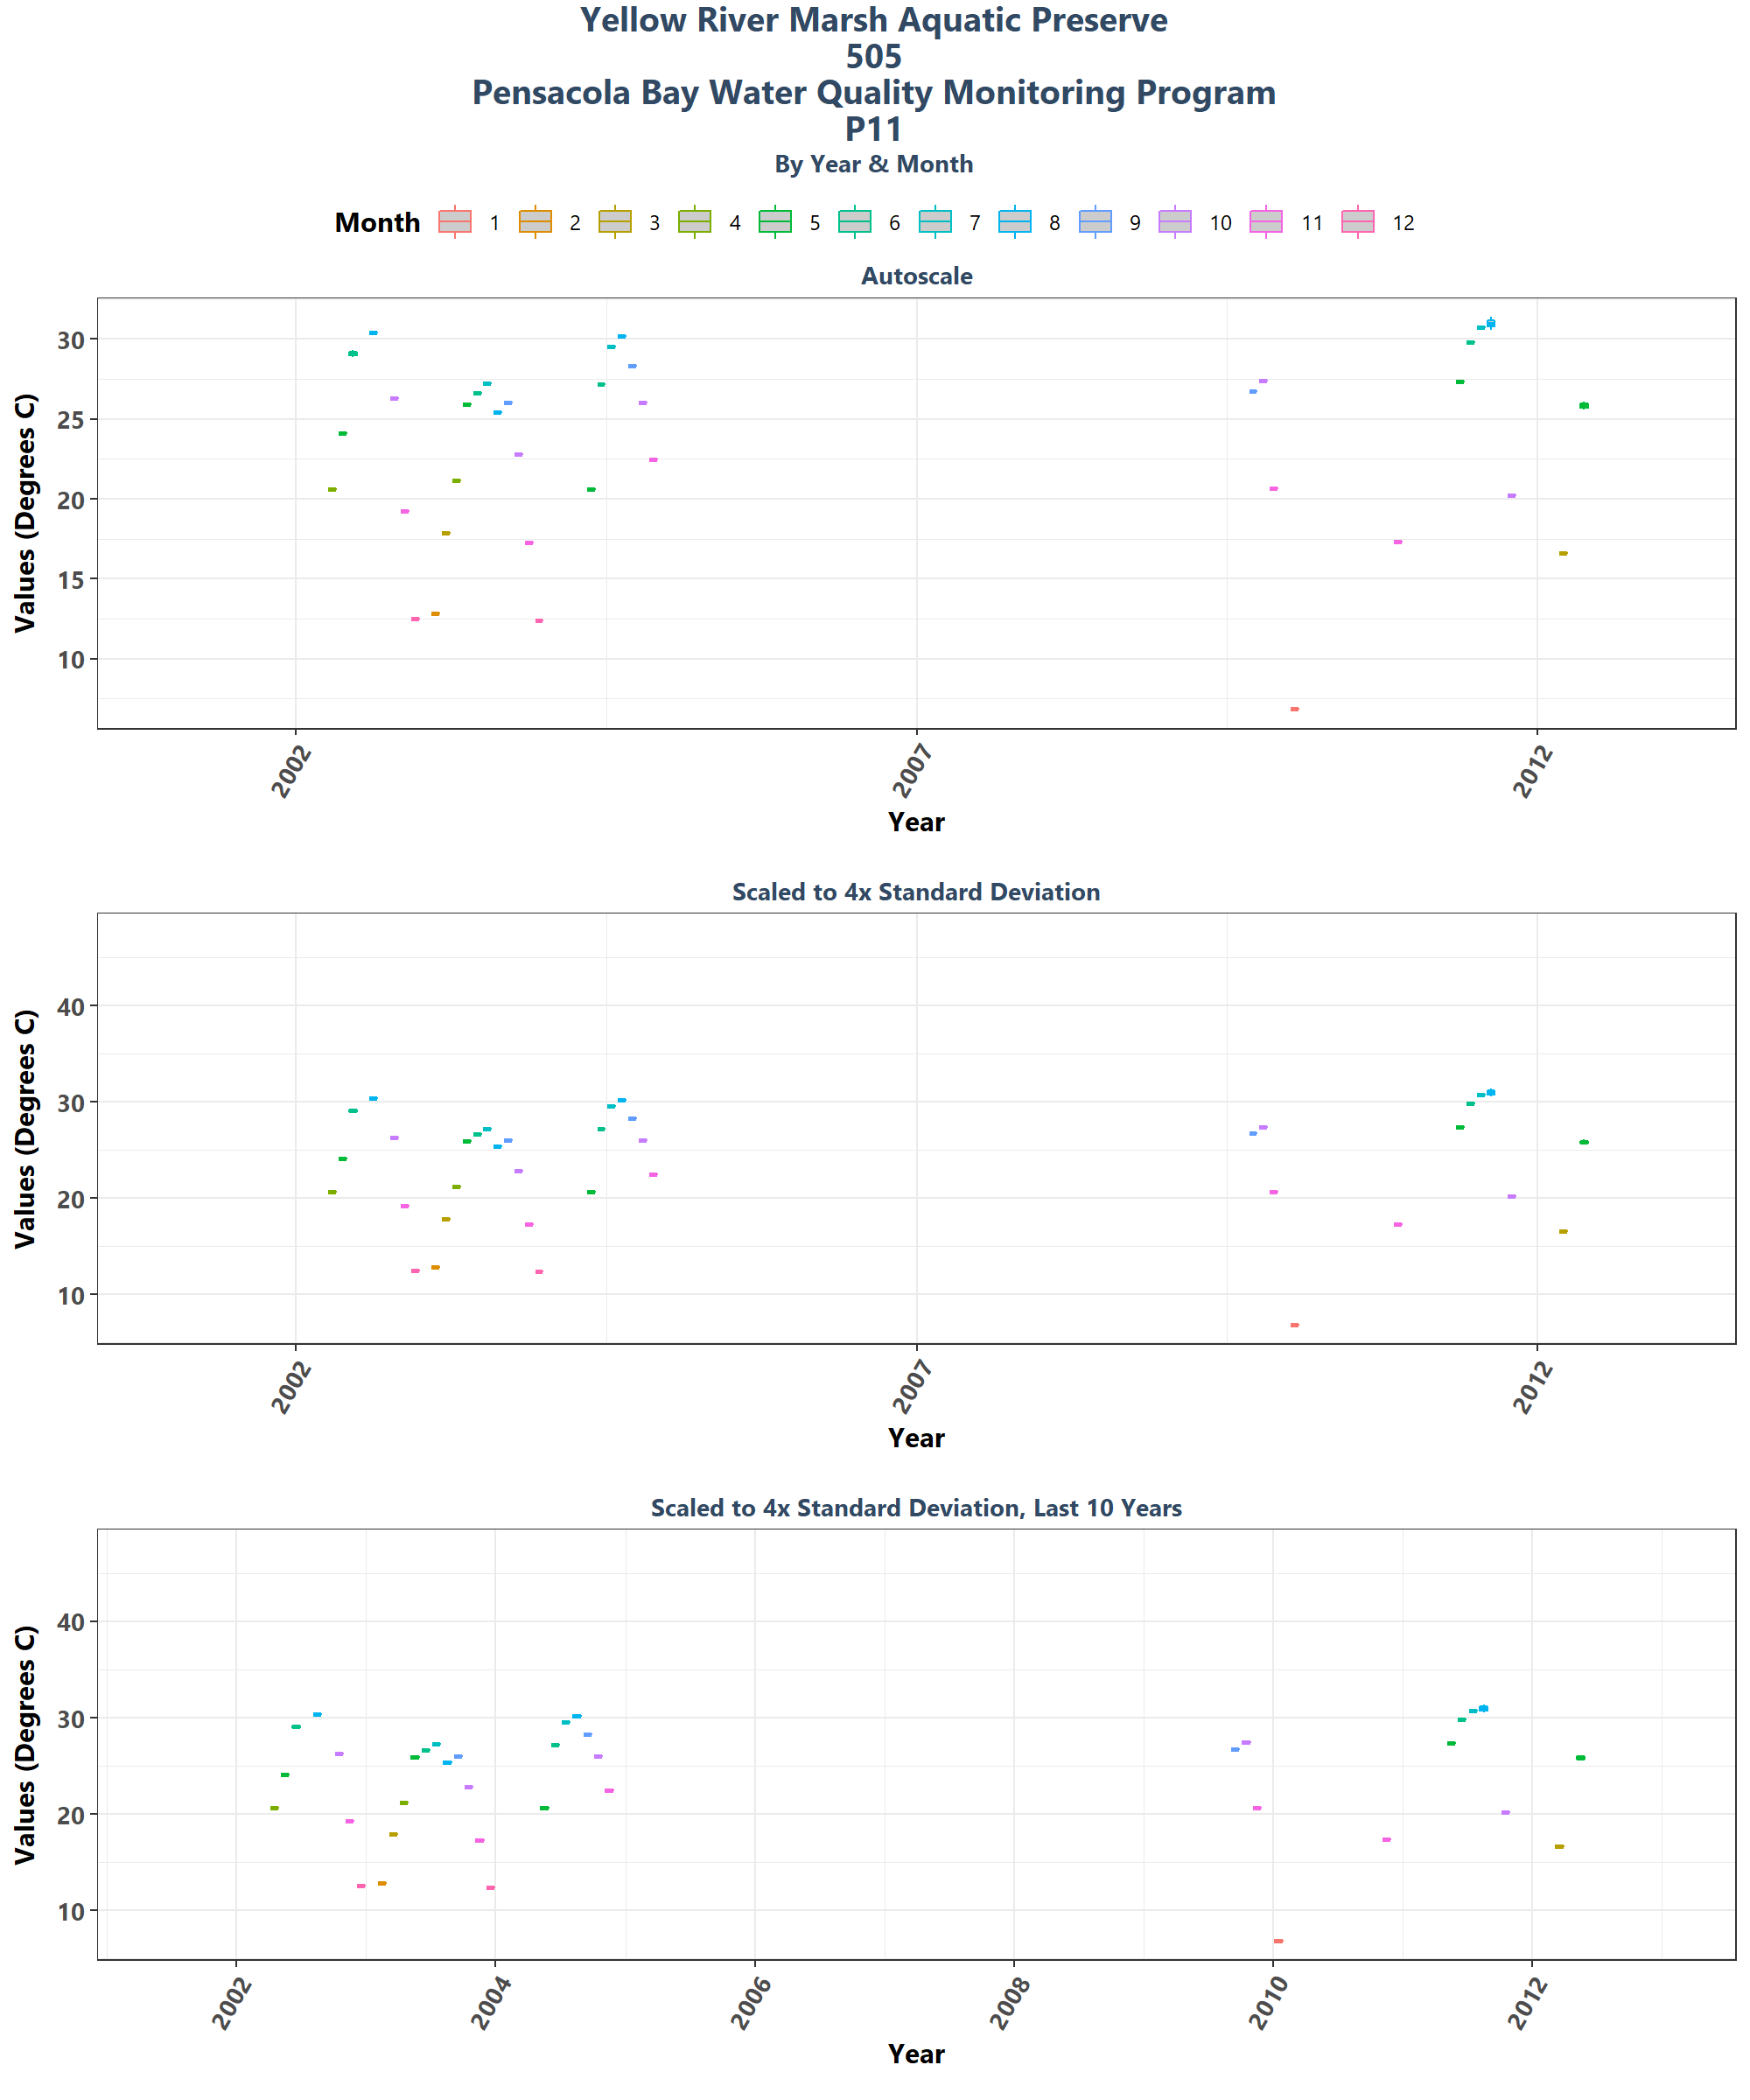 Yellow River Marsh Aquatic Preserve
505
Pensacola Bay Water Quality Monitoring Program
P11
By Year & Month
Month 1 2 3 4 5 6 7 8 9 10 11 12
Autoscale
Values (Degrees C)
30
25
20
15
10
2002 2007 2012
Year
Scaled to 4x Standard Deviation
Values (Degrees C)
40
30
20
10
2002 2007 2012
Year
Scaled to 4x Standard Deviation, Last 10 Years
Values (Degrees C)
40
30
20
10
2002 2004 2006 2008 2010 2012
Year